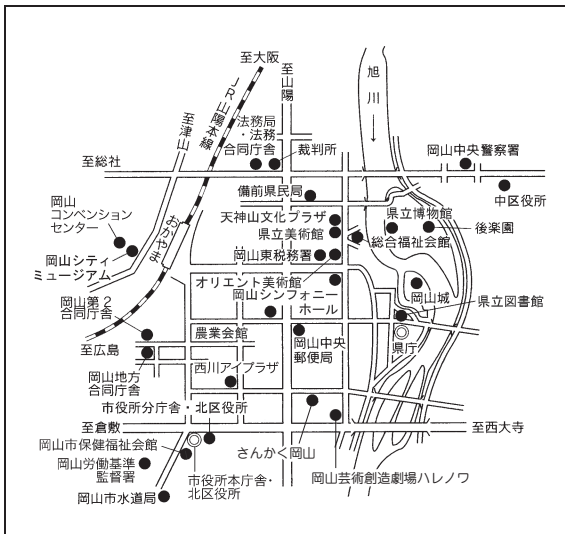 至大阪
至山陽
旭川
JR山陽本線
至津山
法務局
・法務
合同庁舎
裁判所
至総社
岡山中央警察署
備前県民局
中区役所
岡山
コンベンション
センター
天神山文化プラザ
県立博物館
後楽園
県立美術館
総合福祉会館
おかやま
岡山シティ
ミュージアム
岡山東税務署
オリエント美術館
岡山城
岡山第2
合同庁舎
岡山シンフォニー
ホール
県立図書館
農業会館
岡山中央
郵便局
県庁
至広島
岡山地方
合同庁舎
西川アイプラザ
市役所分庁舎・北区役所
至倉敷
至西大寺
岡山市保健福祉会館
さんかく岡山
岡山労働基準
監督署
市役所本庁舎・
北区役所
岡山芸術創造劇場ハレノワ
岡山市水道局